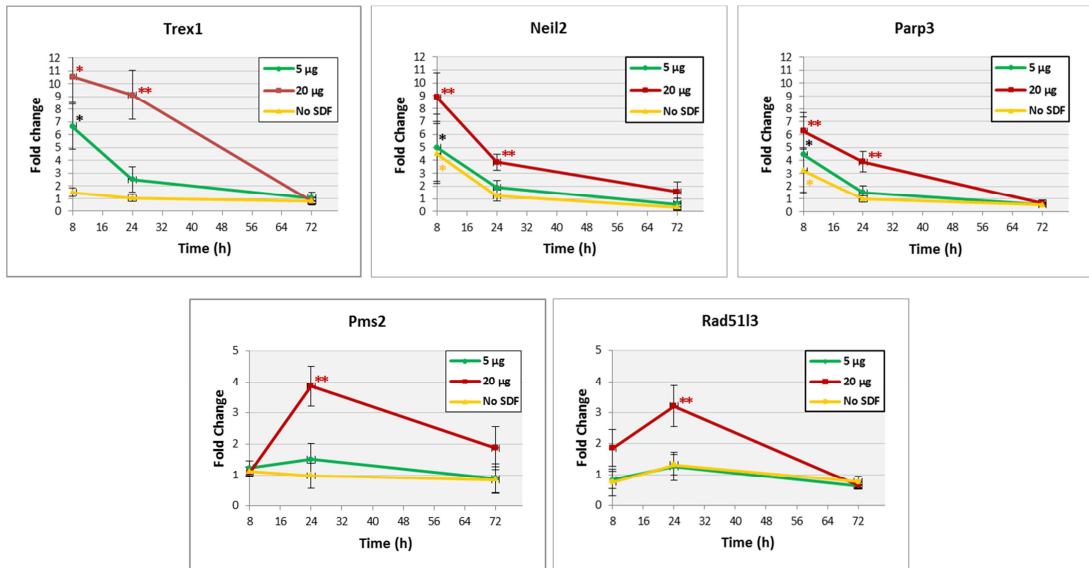 Trex1
Fold change
12
11
10
9
8
7
6
5
4
3
2
1
0
*
**
*
5 µg
20 µg
No SDF
8 16 24 32 40 48 56 64 72
Time (h)
Neil2
Fold Change
12
11
10
9
8
7
6
5
4
3
2
1
0
**
*
*
**
5 µg
20 µg
No SDF
8 16 24 32 40 48 56 64 72
Time (h)
Parp3
Fold Change
12
11
10
9
8
7
6
5
4
3
2
1
0
**
*
*
**
5 µg
20 µg
No SDF
8 16 24 32 40 48 56 64 72
Time (h)
Pms2
Fold Change
5
4
3
2
1
0
**
5 µg
20 µg
No SDF
8 16 24 32 40 48 56 64 72
Time (h)
Rad51l3
Fold Change
5
4
3
2
1
0
**
5 µg
20 µg
No SDF
8 16 24 32 40 48 56 64 72
Time (h)